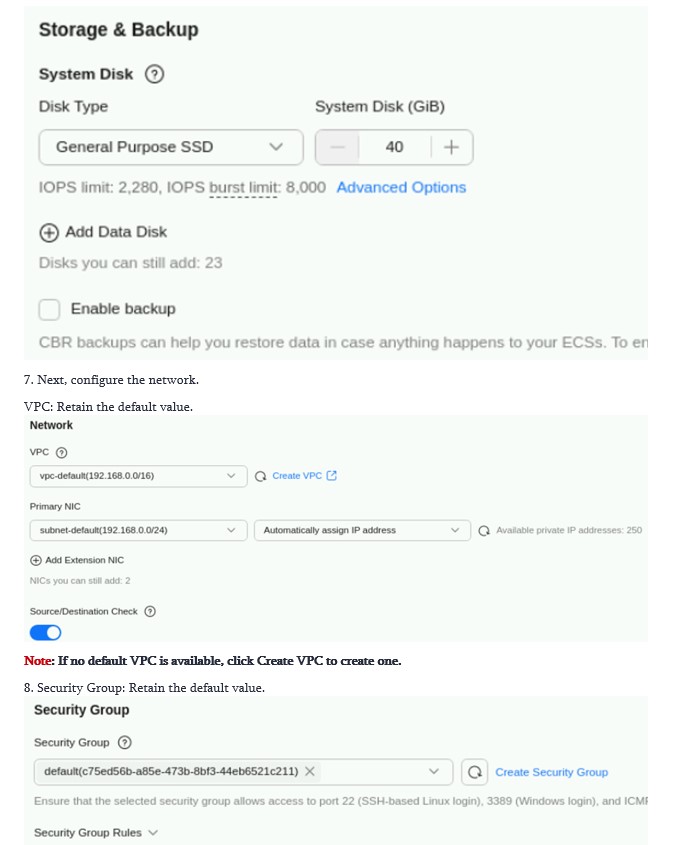 Storage & Backup
System Disk ?
Disk Type System Disk (GiB)
General Purpose SSD — 40 +
IOPS limit: 2,280, IOPS burst limit: 8,000 Advanced Options
Add Data Disk
Disks you can still add: 23
Enable backup
CBR backups can help you restore data in case anything happens to your ECSs. To en
7. Next, configure the network.
VPC: Retain the default value.
Network
VPC ?
vpc-default(192.168.0.0/16) Create VPC
Primary NIC
subnet-default(192.168.0.0/24) Automatically assign IP address Available private IP addresses: 250
Add Extension NIC
NICs you can still add: 2
Source/Destination Check ?
Note: If no default VPC is available, click Create VPC to create one.
8. Security Group: Retain the default value.
Security Group
Security Group ?
default(c75ed56b-a85e-473b-8bf3-44eb6521c211) × Create Security Group
Ensure that the selected security group allows access to port 22 (SSH-based Linux login), 3389 (Windows login), and ICMP
Security Group Rules